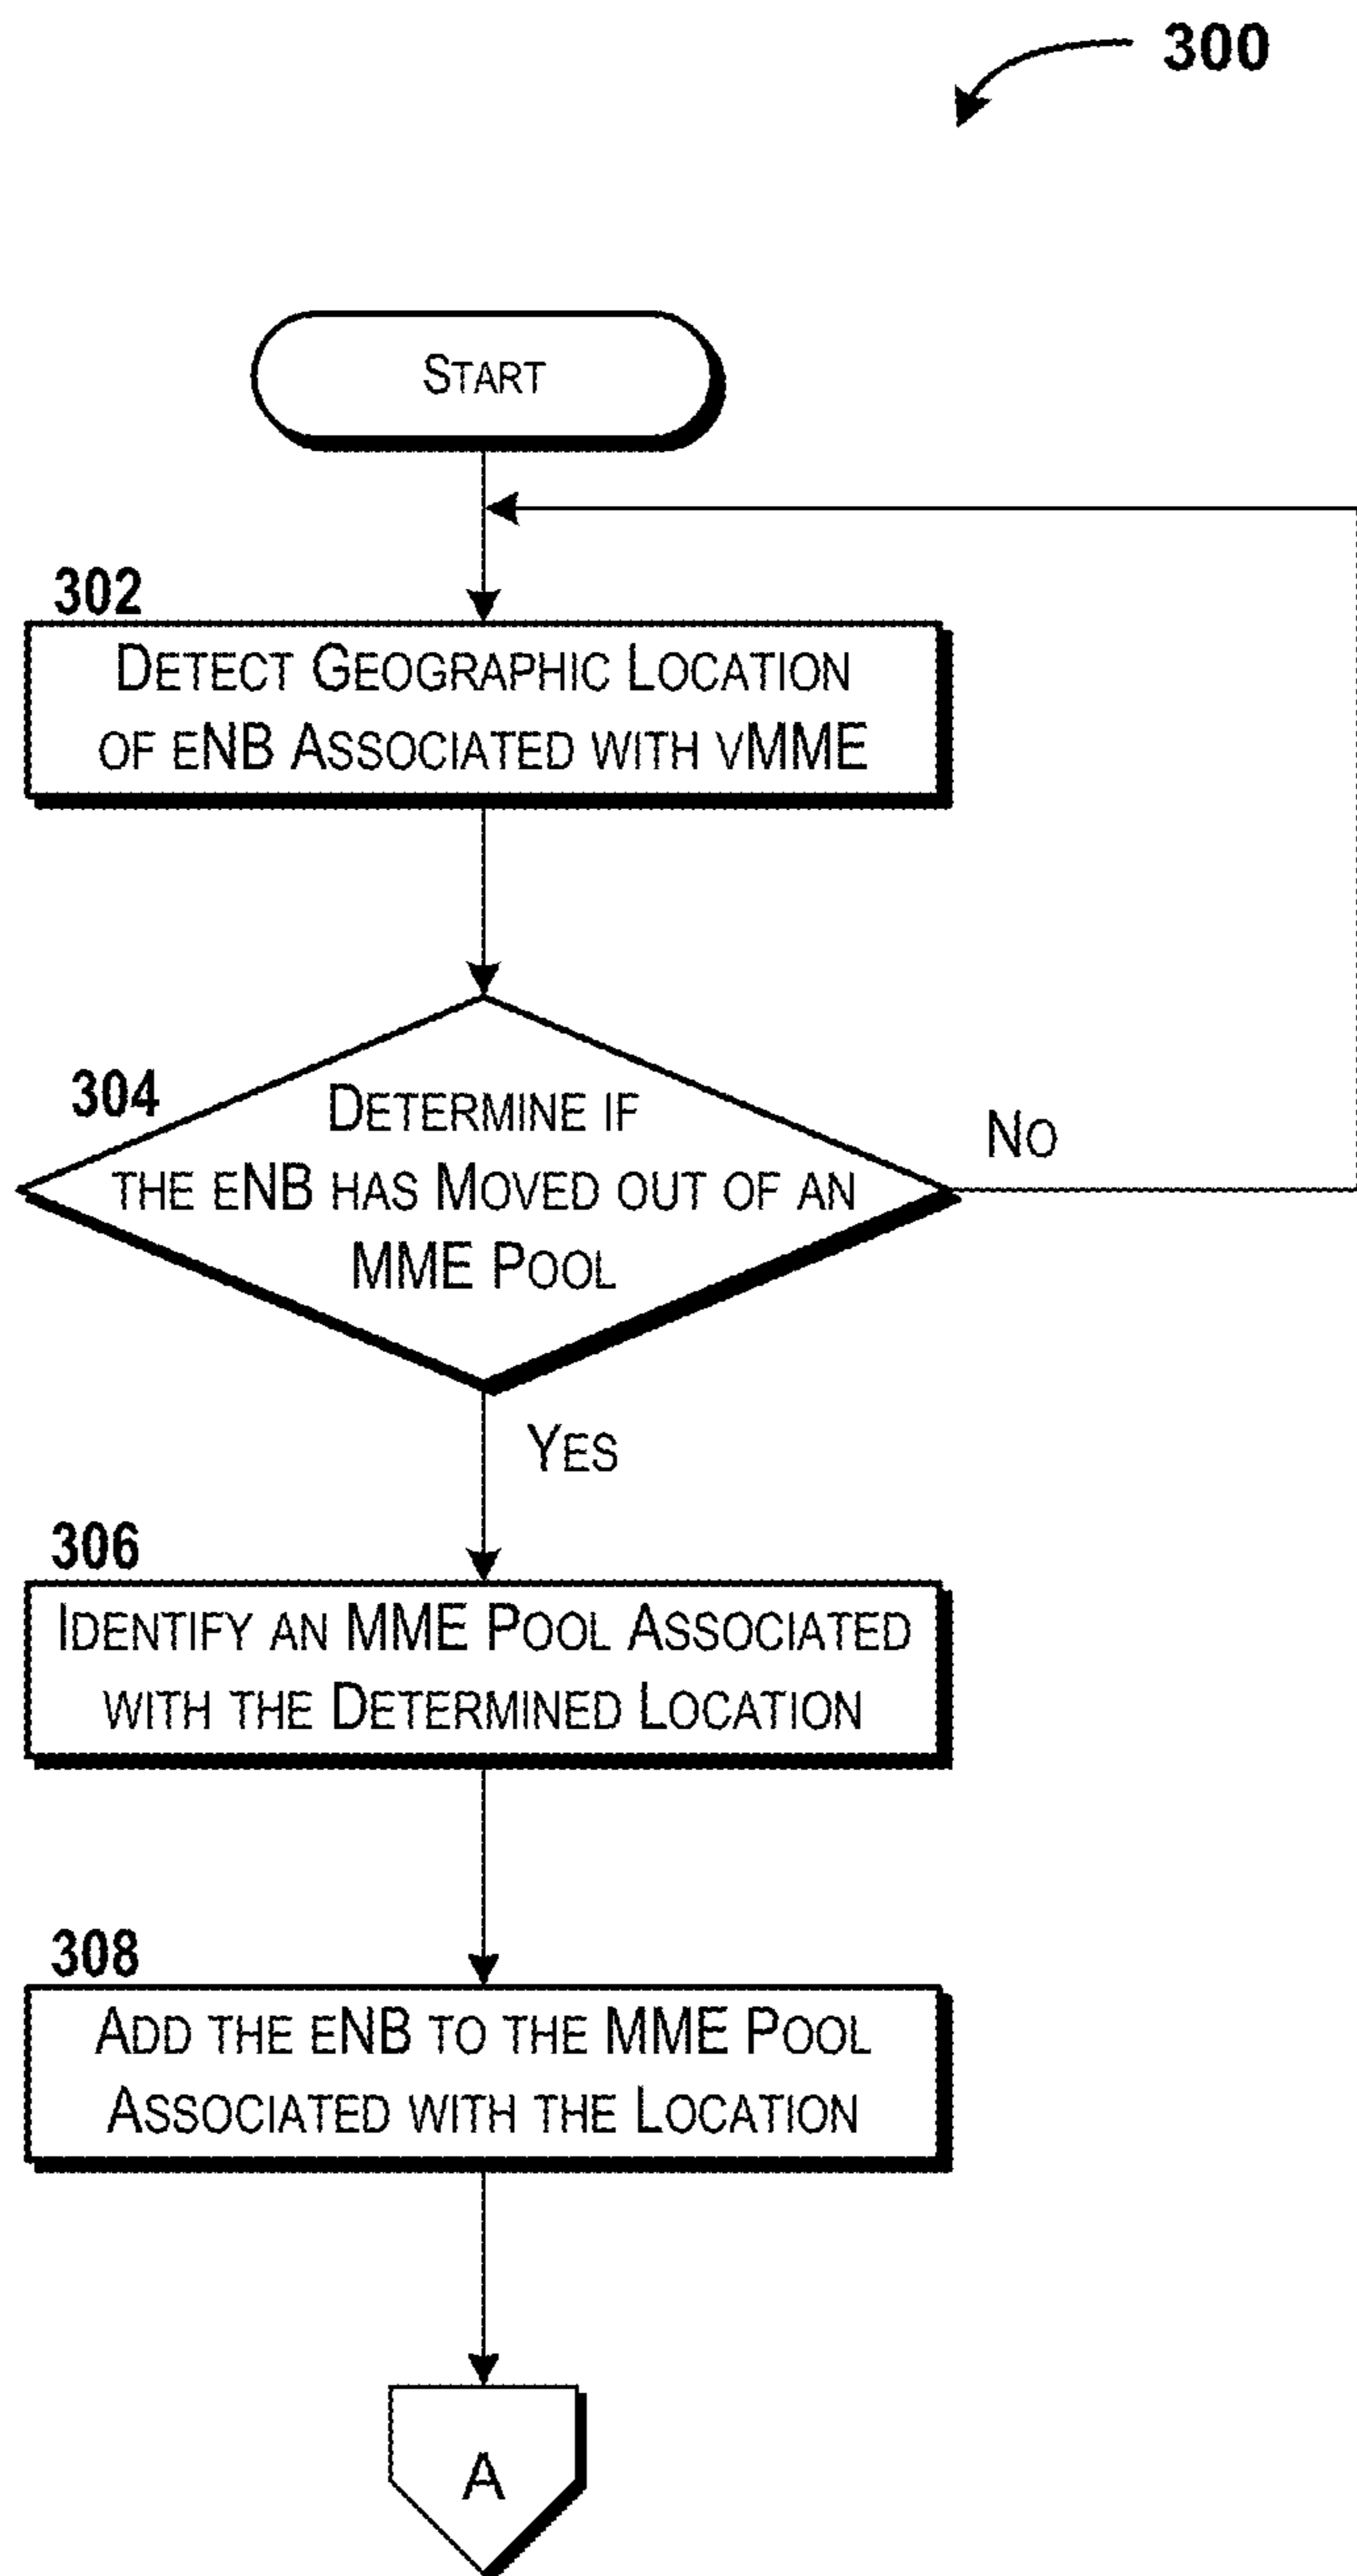 300
START
302
DETECT GEOGRAPHIC LOCATION
OF eNB ASSOCIATED WITH vMME
304
DETERMINE IF
THE eNB HAS MOVED OUT OF AN
MME POOL
NO
YES
306
IDENTIFY AN MME POOL ASSOCIATED
WITH THE DETERMINED LOCATION
308
ADD THE eNB TO THE MME POOL
ASSOCIATED WITH THE LOCATION
A